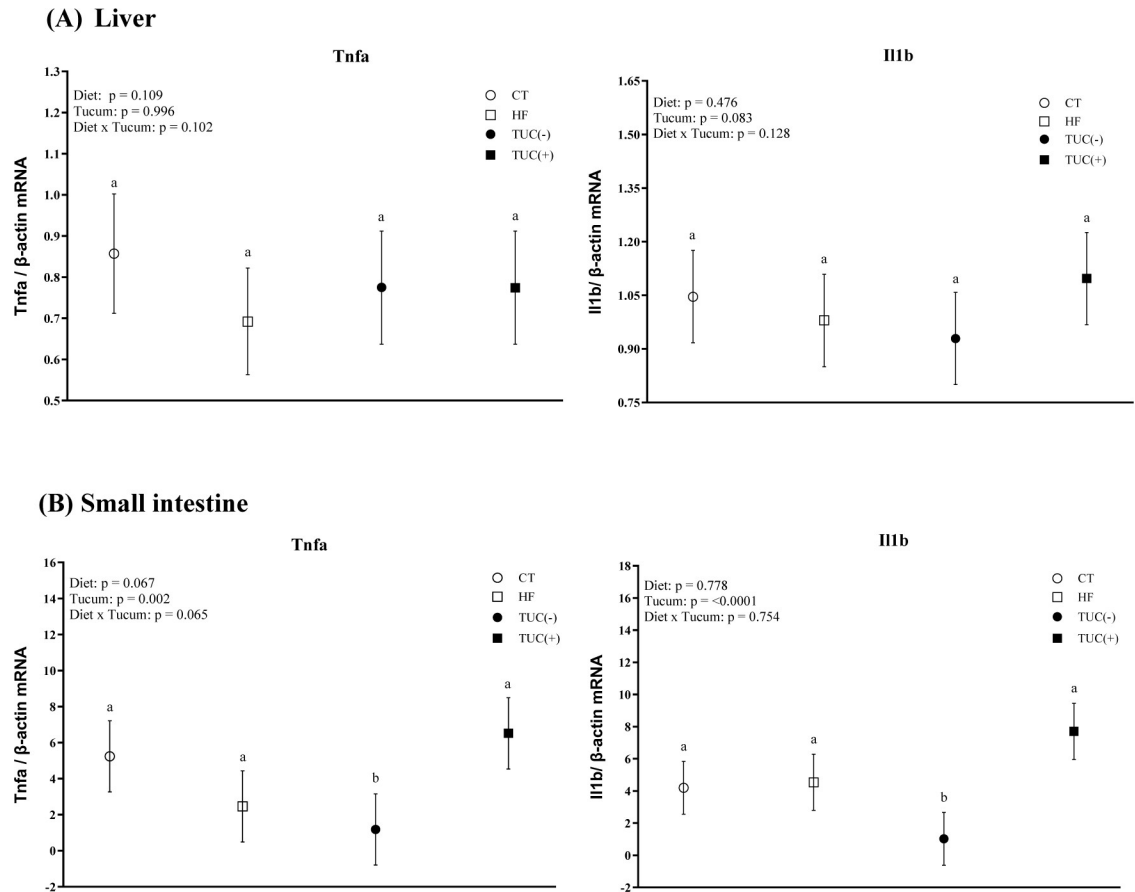 (A) Liver
Tnfa
Diet: p = 0.109
Tucum: p = 0.996
Diet x Tucum: p = 0.102
CT
HF
TUC(-)
TUC(+)
Tnfa / β-actin mRNA
1.3
1.2
1.1
1.0
0.9
0.8
0.7
0.6
0.5
a
a
a
a
Il1b
Diet: p = 0.476
Tucum: p = 0.083
Diet x Tucum: p = 0.128
CT
HF
TUC(-)
TUC(+)
Il1b/ β-actin mRNA
1.65
1.50
1.35
1.20
1.05
0.90
0.75
a
a
a
a
(B) Small intestine
Tnfa
Diet: p = 0.067
Tucum: p = 0.002
Diet x Tucum: p = 0.065
CT
HF
TUC(-)
TUC(+)
Tnfa / β-actin mRNA
16
14
12
10
8
6
4
2
0
-2
a
a
b
a
Il1b
Diet: p = 0.778
Tucum: p = <0.0001
Diet x Tucum: p = 0.754
CT
HF
TUC(-)
TUC(+)
Il1b/ β-actin mRNA
18
16
14
12
10
8
6
4
2
0
-2
a
a
b
a